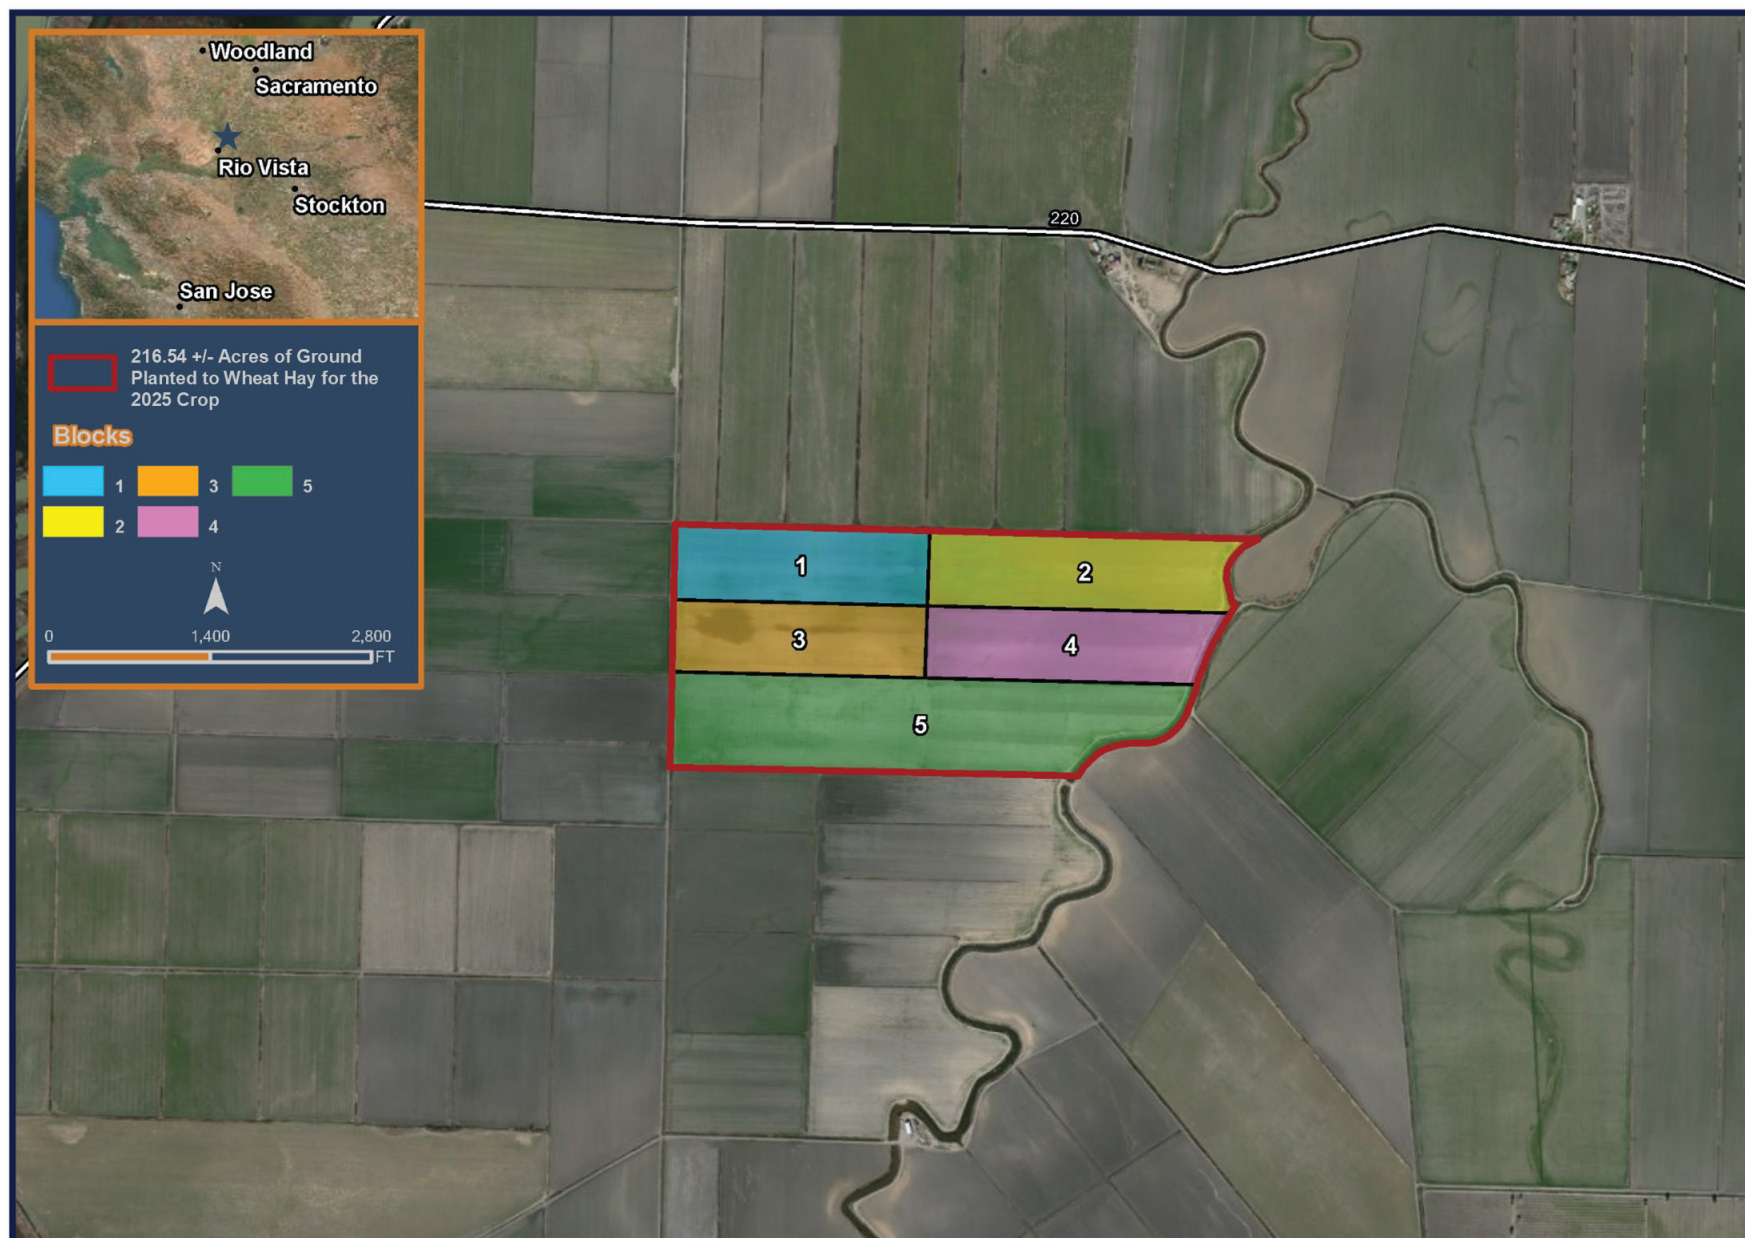 Woodland
Sacramento
Rio Vista
Stockton
San Jose
216.54 +/- Acres of Ground
Planted to Wheat Hay for the
2025 Crop
Blocks
1 3 5
2 4
N
0 1,400 2,800
FT
220
1 2
3 4
5